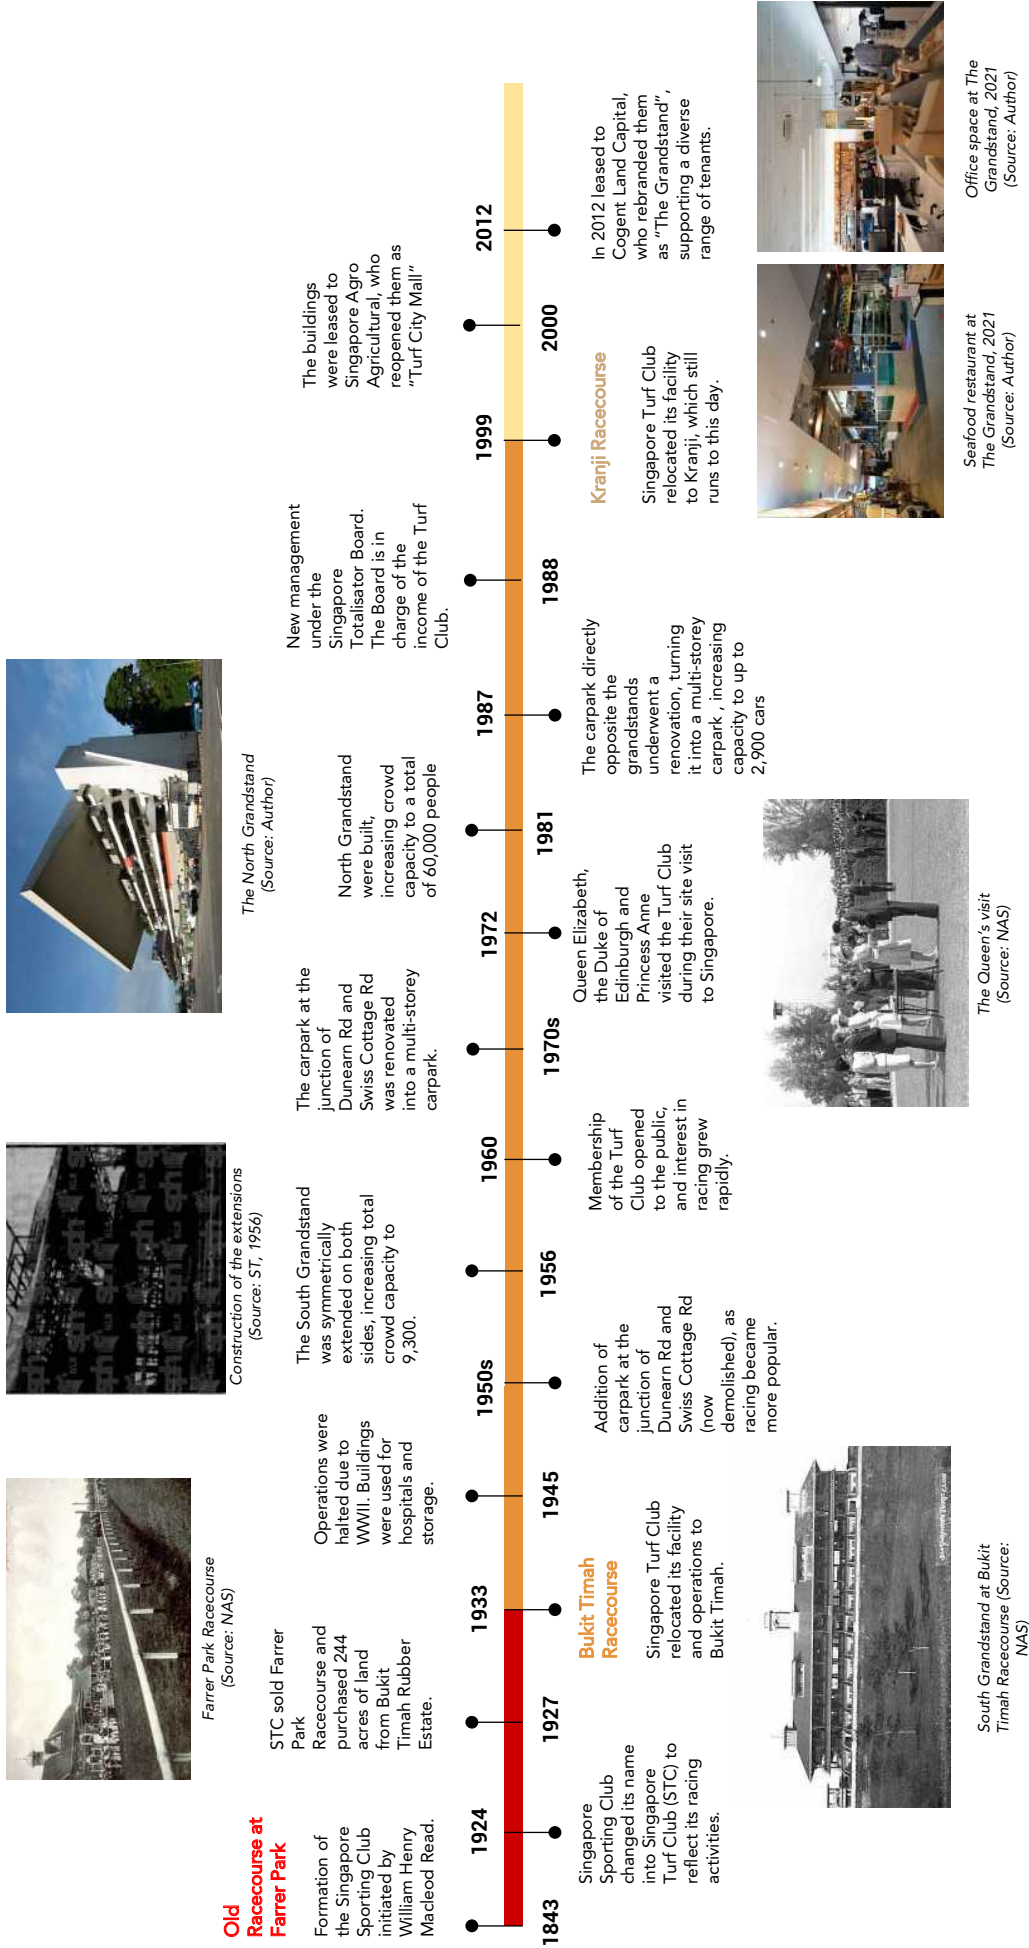 Farrer Park Racecourse
(Source: NAS)
Construction of the extensions
(Source: ST, 1956)
The North Grandstand
(Source: Author)
Old
Racecourse at
Farrer Park
Formation of
the Singapore
Sporting Club
initiated by
William Henry
Macleod Read.
1843
1924
Singapore
Sporting Club
changed its name
into Singapore
Turf Club (STC) to
reflect its racing
activities.
STC sold Farrer
Park
Racecourse and
purchased 244
acres of land
from Bukit
Timah Rubber
Estate.
1927
1933
Bukit Timah
Racecourse
Singapore Turf Club
relocated its facility
and operations to
Bukit Timah.
Operations were
halted due to
WWII. Buildings
were used for
hospitals and
storage.
1945
1950s
Addition of
carpark at the
junction of
Dunearn Rd and
Swiss Cottage Rd
(now
demolished), as
racing became
more popular.
The South Grandstand
was symmetrically
extended on both
sides, increasing total
crowd capacity to
9,300.
1956
1960
Membership
of the Turf
Club opened
to the public,
and interest in
racing grew
rapidly.
The carpark at the
junction of
Dunearn Rd and
Swiss Cottage Rd
was renovated
into a multi-storey
carpark.
1970s
1972
Queen Elizabeth,
the Duke of
Edinburgh and
Princess Anne
visited the Turf Club
during their site visit
to Singapore.
North Grandstand
were built,
increasing crowd
capacity to a total
of 60,000 people
1981
1987
The carpark directly
opposite the
grandstands
underwent a
renovation, turning
it into a multi-storey
carpark , increasing
capacity to up to
2,900 cars
New management
under the
Singapore
Totalisator Board.
The Board is in
charge of the
income of the Turf
Club.
1988
1999
Kranji Racecourse
Singapore Turf Club
relocated its facility
to Kranji, which still
runs to this day.
The buildings
were leased to
Singapore Agro
Agricultural, who
reopened them as
“Turf City Mall”
2000
2012
In 2012 leased to
Cogent Land Capital,
who rebranded them
as “The Grandstand”,
supporting a diverse
range of tenants.
South Grandstand at Bukit
Timah Racecourse (Source:
NAS)
The Queen’s visit
(Source: NAS)
Seafood restaurant at
The Grandstand, 2021
(Source: Author)
Office space at The
Grandstand, 2021
(Source: Author)